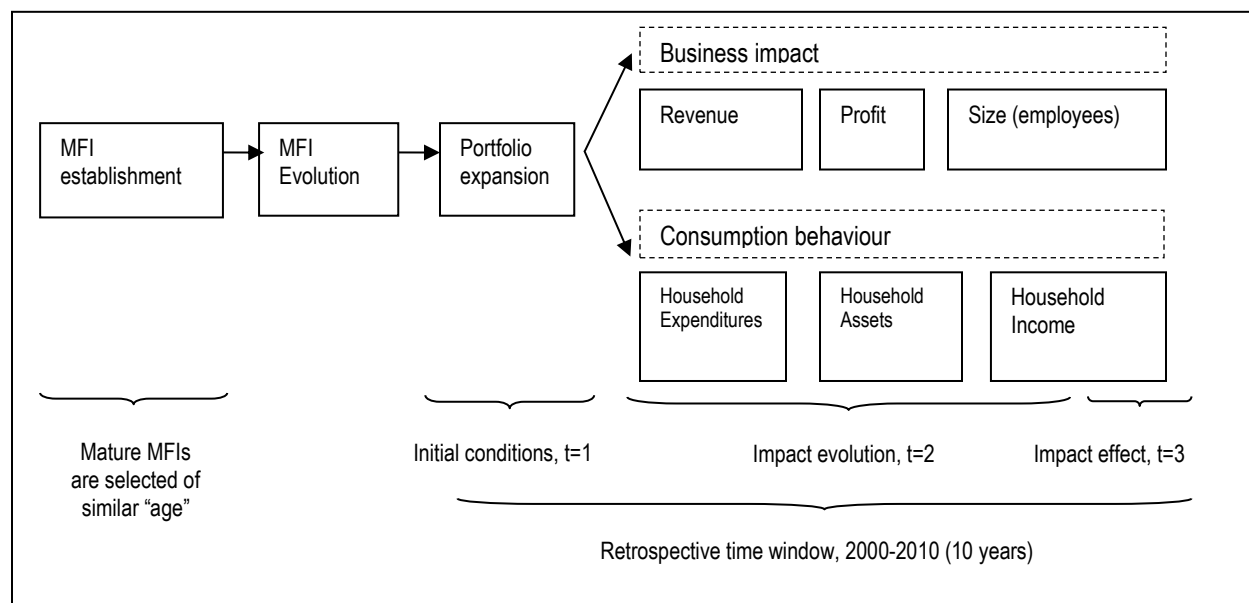 Business impact
Revenue
Profit
Size (employees)
MFI
establishment
MFI
Evolution
Portfolio
expansion
Consumption behaviour
Household
Expenditures
Household
Assets
Household
Income
Mature MFIs
are selected of
similar “age”
Initial conditions, t=1
Impact evolution, t=2
Impact effect, t=3
Retrospective time window, 2000-2010 (10 years)